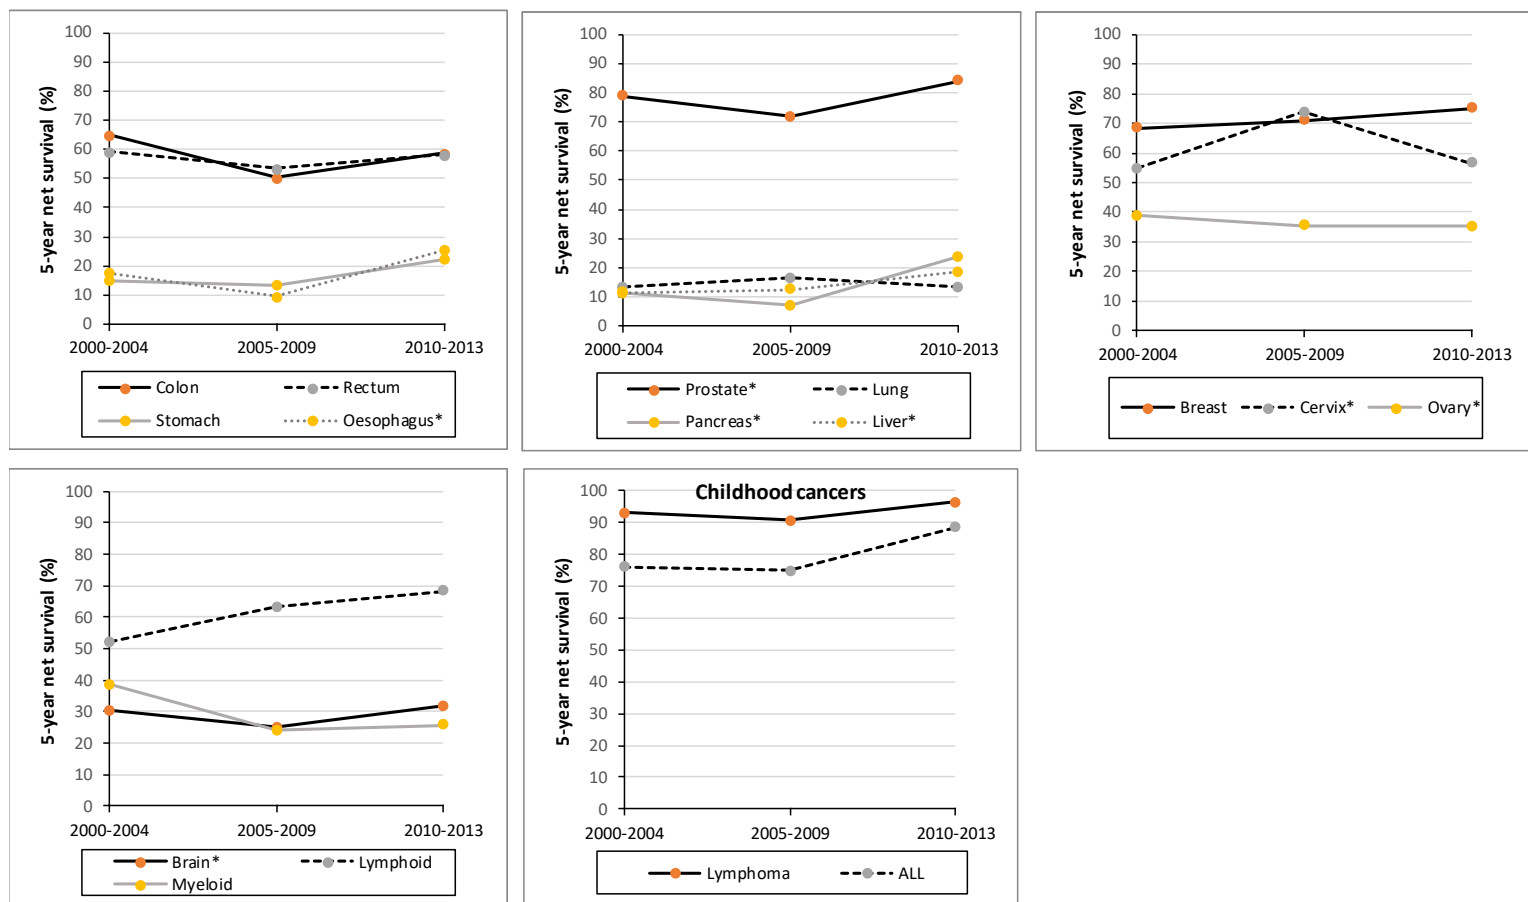 5-year net survival (%)
100
90
80
70
60
50
40
30
20
10
0
2000-2004 2005-2009 2010-2013
Colon Rectum
Stomach Oesophagus*
5-year net survival (%)
100
90
80
70
60
50
40
30
20
10
0
2000-2004 2005-2009 2010-2013
Prostate* Lung
Pancreas* Liver*
5-year net survival (%)
100
90
80
70
60
50
40
30
20
10
0
2000-2004 2005-2009 2010-2013
Breast Cervix* Ovary*
5-year net survival (%)
100
90
80
70
60
50
40
30
20
10
0
2000-2004 2005-2009 2010-2013
Brain* Lymphoid
Myeloid
Childhood cancers
5-year net survival (%)
100
90
80
70
60
50
40
30
20
10
0
2000-2004 2005-2009 2010-2013
Lymphoma ALL